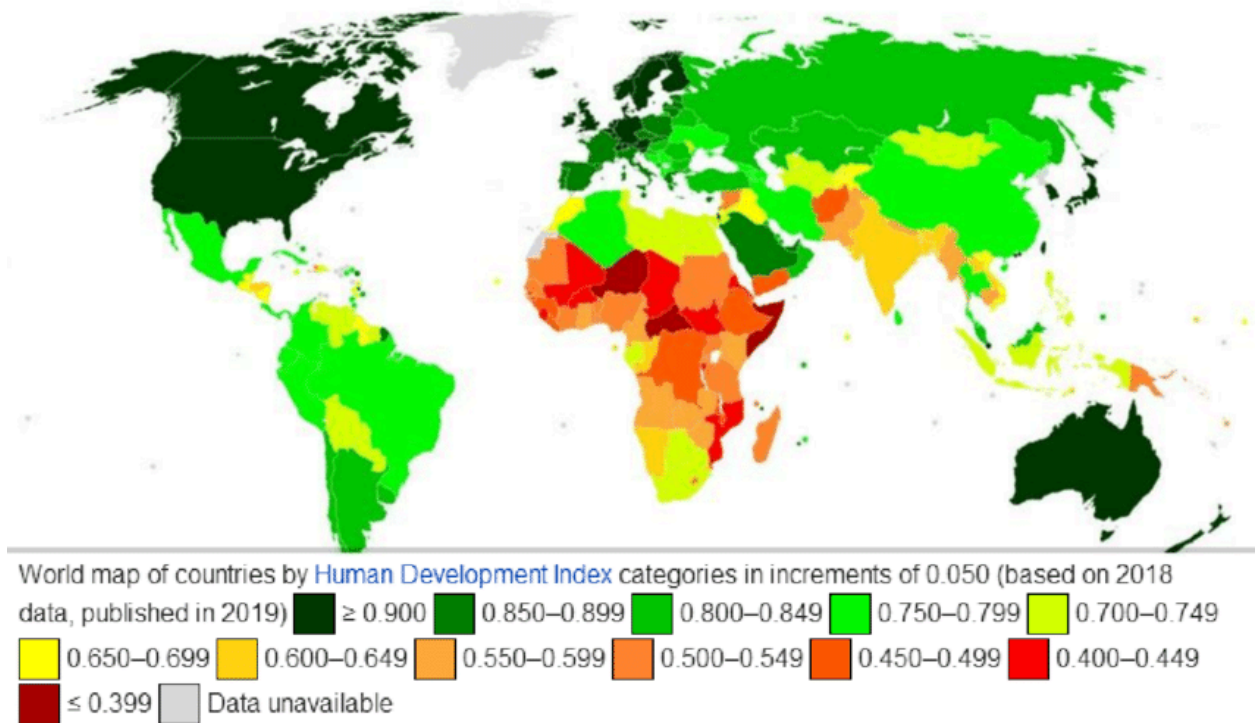 World map of countries by Human Development Index categories in increments of 0.050 (based on 2018
data, published in 2019) ≥ 0.900 0.850–0.899 0.800–0.849 0.750–0.799 0.700–0.749
0.650–0.699 0.600–0.649 0.550–0.599 0.500–0.549 0.450–0.499 0.400–0.449
≤ 0.399 Data unavailable